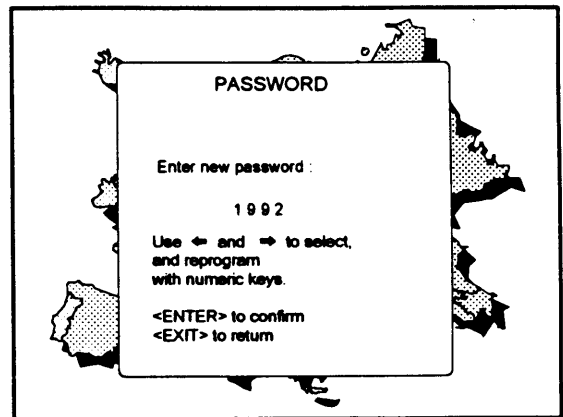 PASSWORD
Enter new password :
1 9 9 2
Use ⇐ and ⇒ to select,
and reprogram
with numeric keys.
<ENTER> to confirm
<EXIT> to return